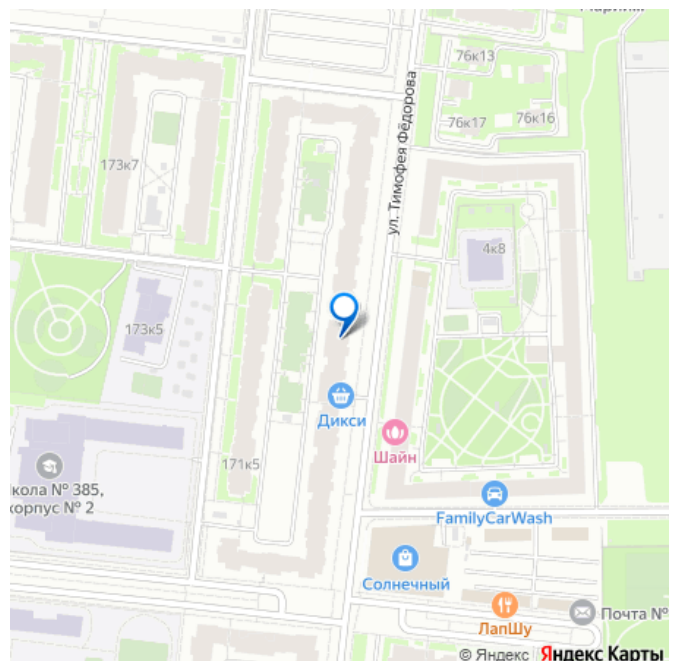 76к13
76к17
76к16
173к7
ул. Тимофея Фёдорова
4к8
173к5
Дикси
Шайн
171к5
кола № 385,
корпус № 2
FamilyCarWash
Солнечный
ЛапШу
Почта №
© Яндекс Яндекс Карты